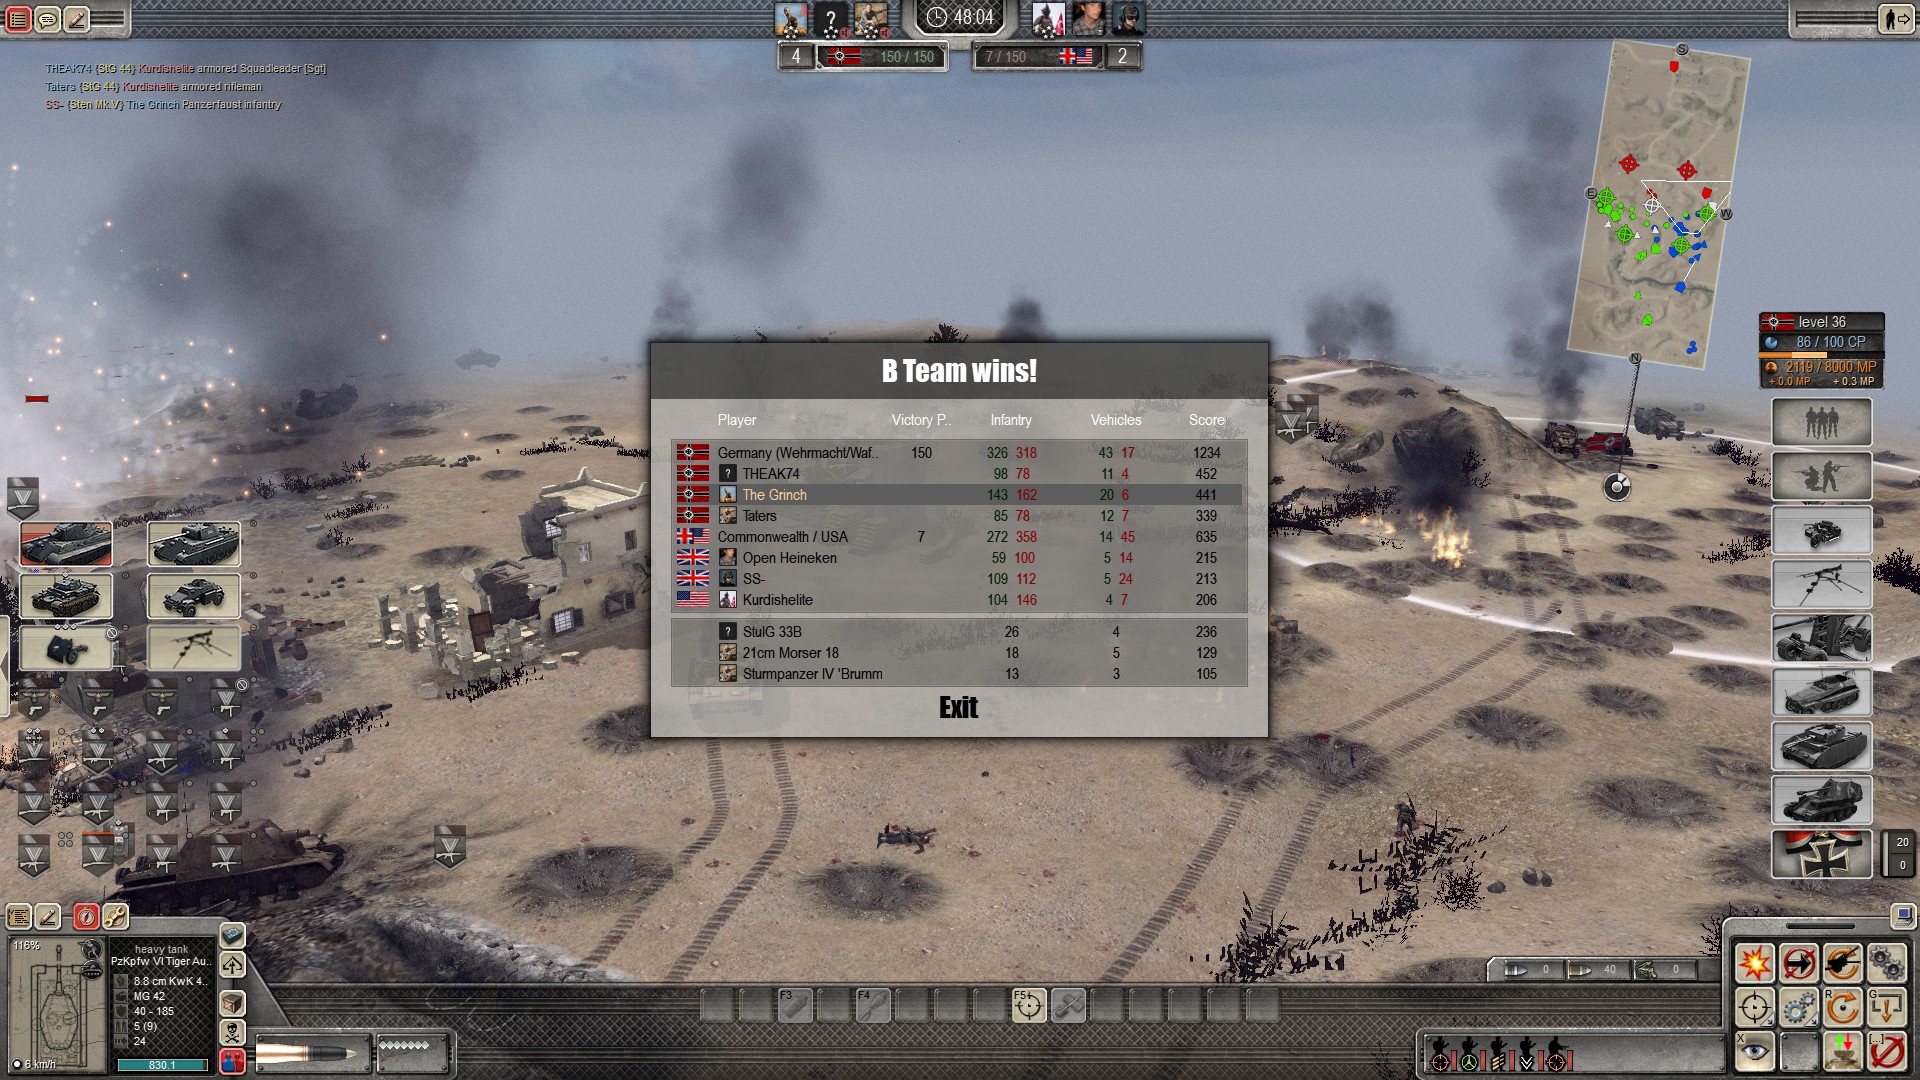 48:04
4 150 / 150 7 / 150 2
THEAK74 {StG 44} Kurdishelite armored Squadleader [Sgt]
Taters {StG 44} Kurdishelite armored rifleman
SS- {Sten Mk.V} The Grinch Panzerfaust infantry
S
E
W
N
level 36
86 / 100 CP
2119 / 8000 MP
+ 0.0 MP + 0.3 MP
B Team wins!
Player Victory P.. Infantry Vehicles Score
Germany (Wehrmacht/Waf.. 150 326 318 43 17 1234
? THEAK74 98 78 11 4 452
The Grinch 143 162 20 6 441
Taters 85 78 12 7 339
Commonwealth / USA 7 272 358 14 45 635
Open Heineken 59 100 5 14 215
SS- 109 112 5 24 213
Kurdishelite 104 146 4 7 206
? StuIG 33B 26 4 236
21cm Morser 18 18 5 129
Sturmpanzer IV 'Brumm 13 3 105
Exit
20
0
116%
heavy tank
PzKpfw VI Tiger Au..
8.8 cm KwK 4..
MG 42
40 - 185
5 (9)
24
6 km/h
830.1
F3 F4 F5
0 40 0
R G
X [...]